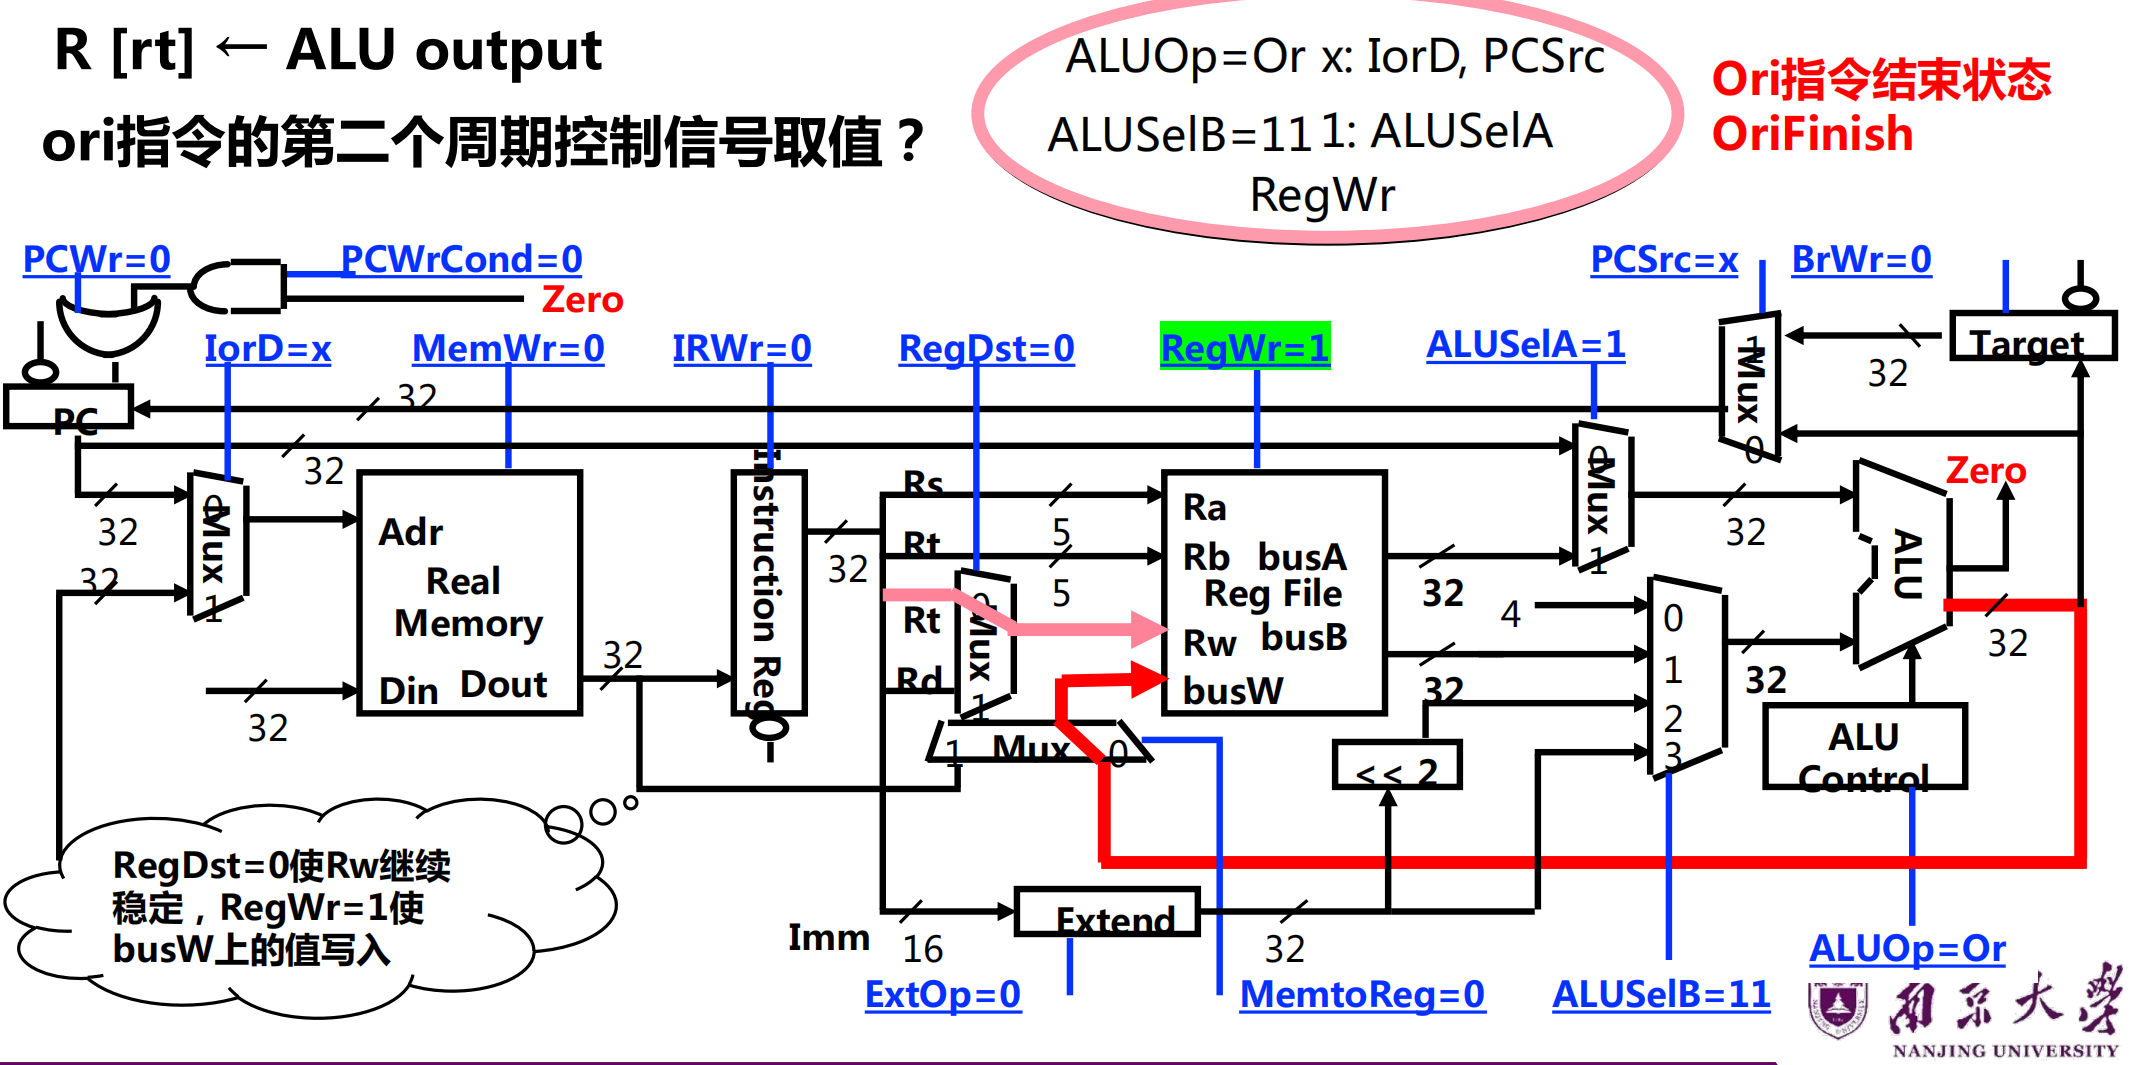 R [rt] ← ALU output
ori指令的第二个周期控制信号取值？
ALUOp=Or x: IorD, PCSrc
ALUSelB=11 1: ALUSelA
RegWr
Ori指令结束状态
OriFinish
PCWr=0
PCWrCond=0
Zero
PCSrc=x
BrWr=0
IorD=x
MemWr=0
IRWr=0
RegDst=0
RegWr=1
ALUSelA=1
Target
32
PC
32
32
Mux
1
0
32
0
Mux
1
32
Adr
Real
Memory
Din
Dout
32
32
Instruction Reg
32
Rs
5
Rt
5
Rt
Rd
0
Mux
1
Ra
Rb
busA
Reg File
Rw
busB
busW
32
32
0
Mux
1
32
4
0
1
2
3
32
ALU
Zero
32
1
Mux
0
<< 2
ALU
Control
RegDst=0使Rw继续
稳定，RegWr=1使
busW上的值写入
Imm
16
Extend
32
ExtOp=0
MemtoReg=0
ALUSelB=11
ALUOp=Or
南京大学
NANJING UNIVERSITY